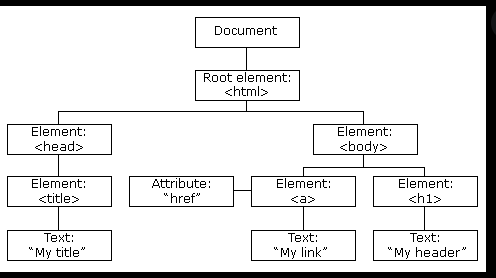 Document
Root element:
<html>
Element:
<head>
Element:
<body>
Element:
<title>
Attribute:
“href”
Element:
<a>
Element:
<h1>
Text:
“My title”
Text:
“My link”
Text:
“My header”